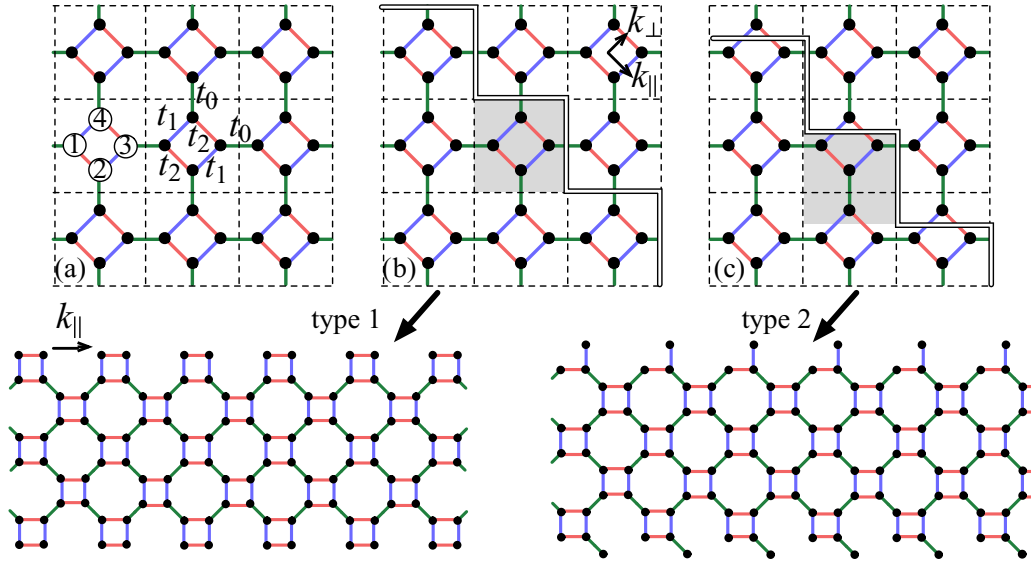 k⊥
k∥
t₀
t₁
t₂
t₀
④
① ③
②
t₂
t₁
(a)
(b)
(c)
k∥
type 1
type 2